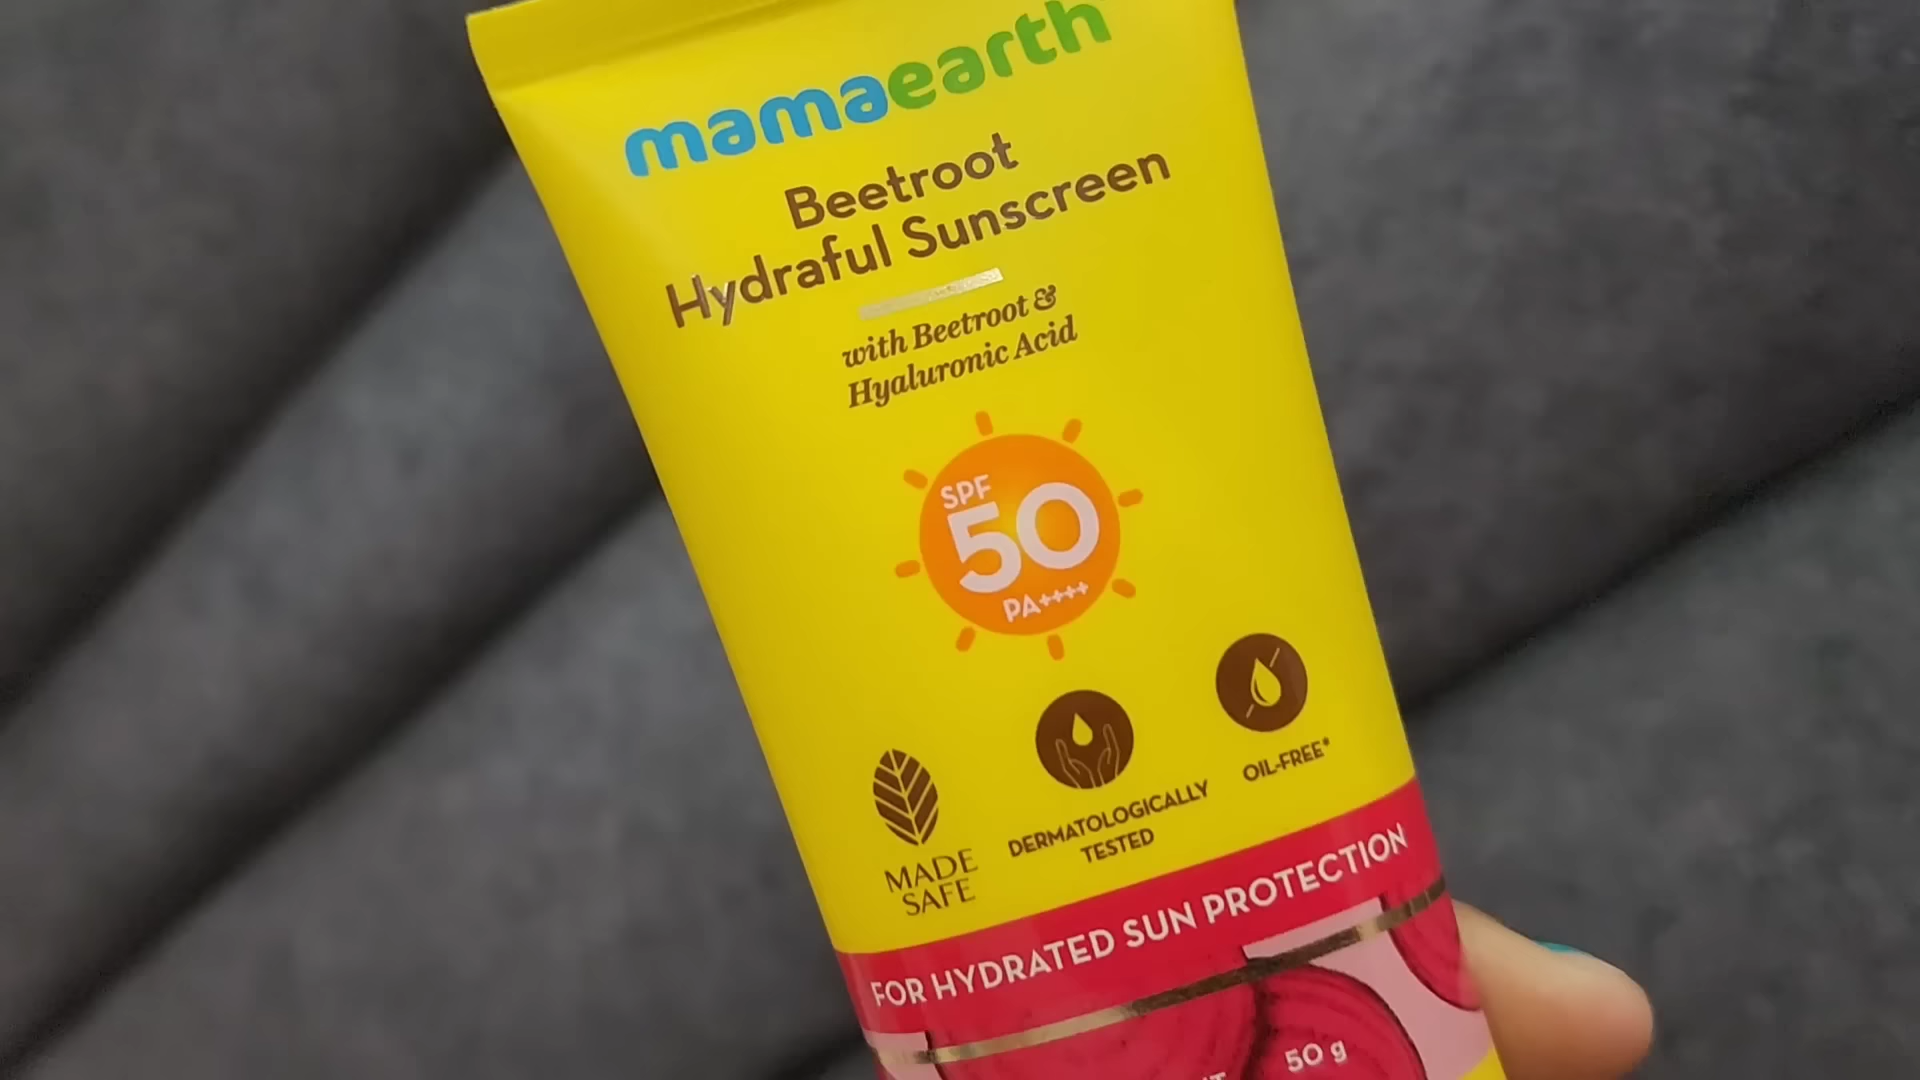 mamaearth
Beetroot
Hydraful Sunscreen
with Beetroot &
Hyaluronic Acid
SPF
50
PA++++
MADE
SAFE
DERMATOLOGICALLY
TESTED
OIL-FREE*
FOR HYDRATED SUN PROTECTION
50 g